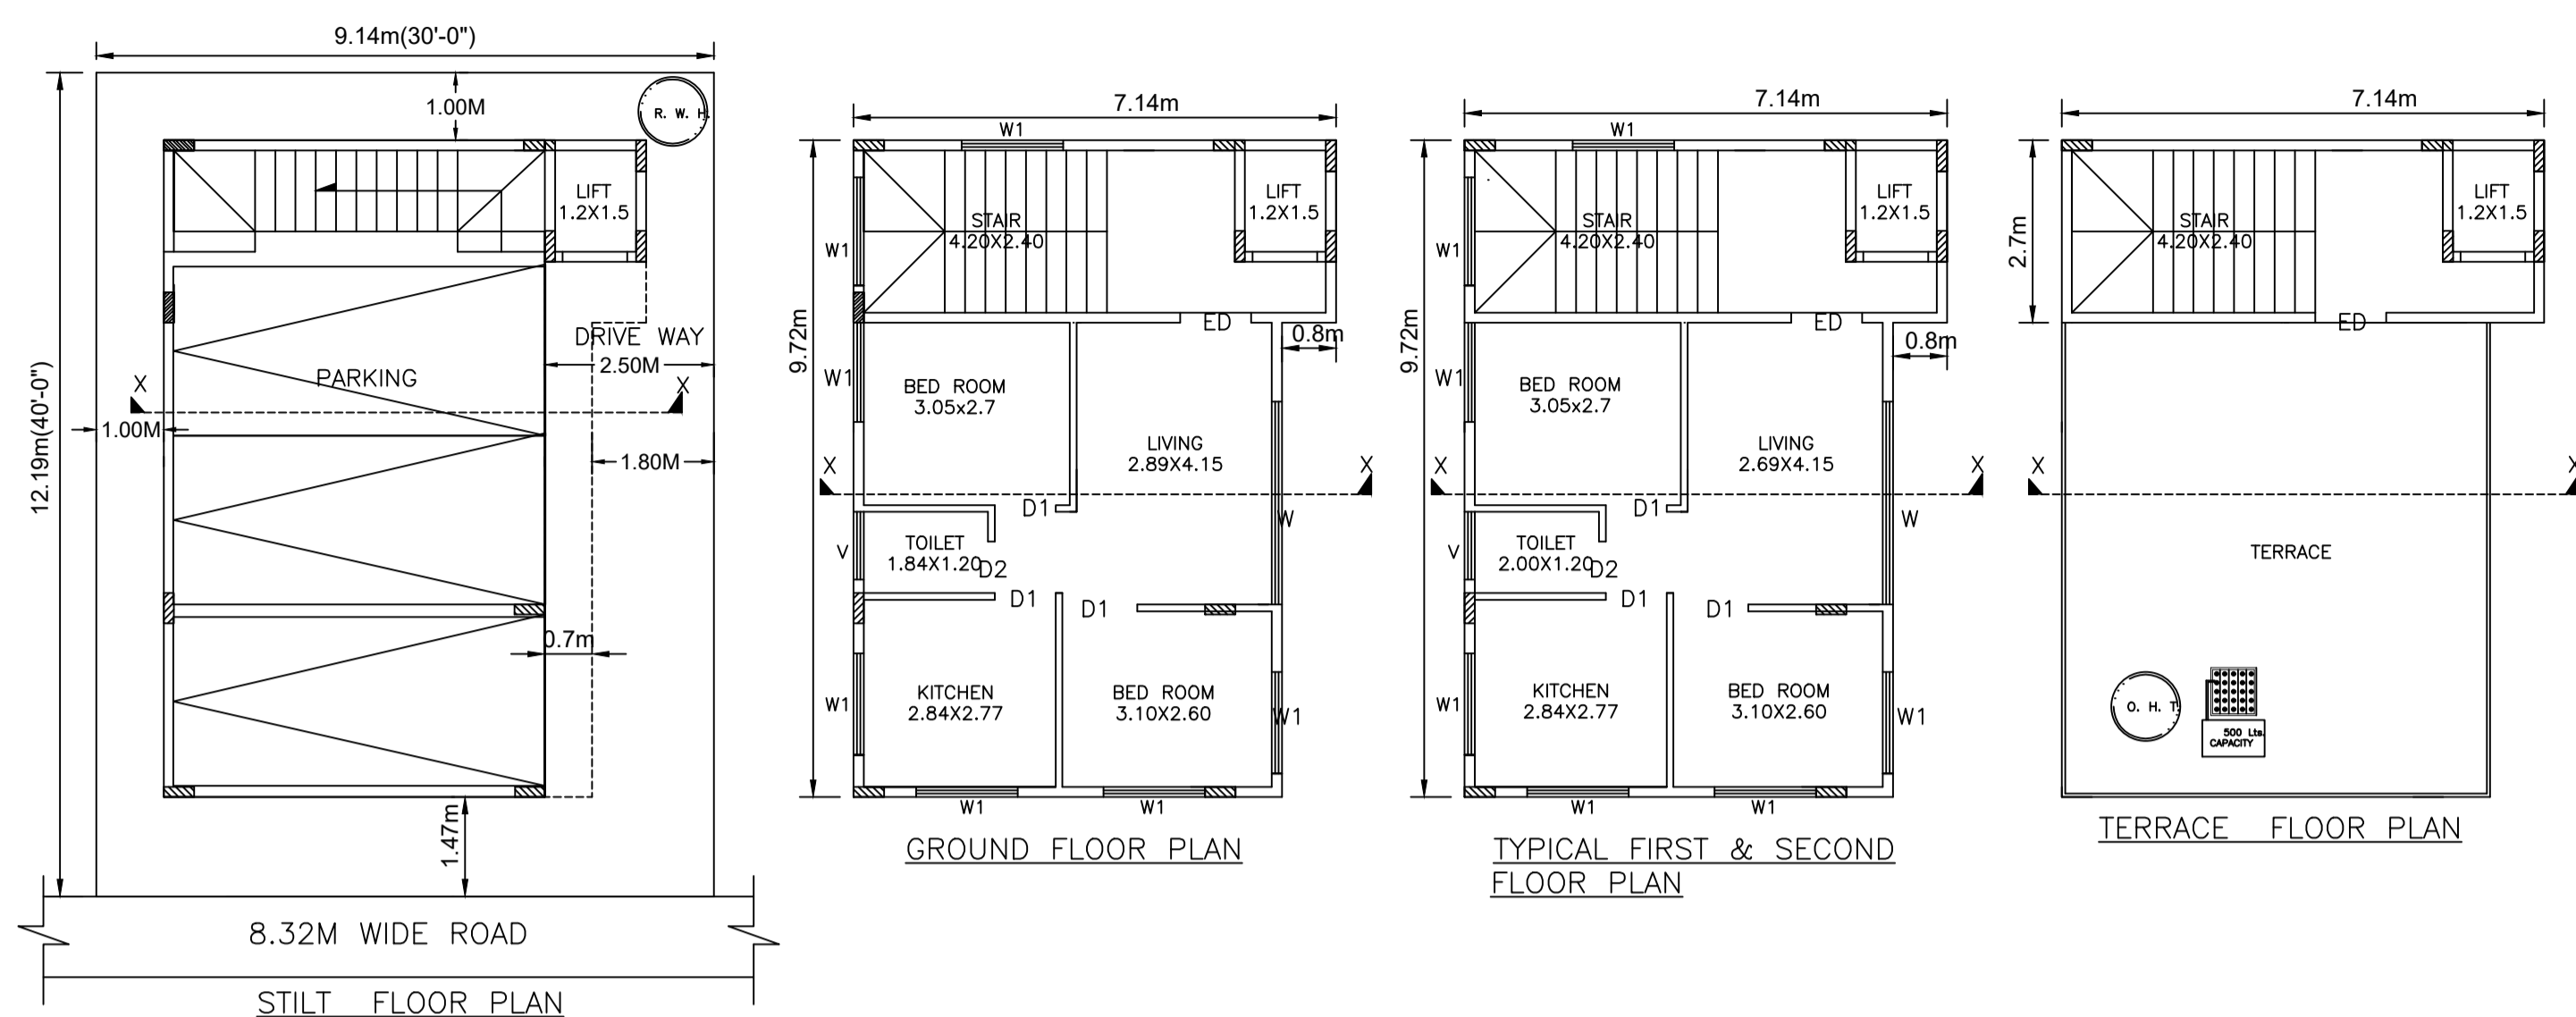 9.14m(30'-0")
1.00M
R. W. H.
LIFT
1.2X1.5
DRIVE WAY
2.50M
PARKING
X
X
1.00M
1.80M
12.19m(40'-0")
0.7m
1.47m
8.32M WIDE ROAD
STILT FLOOR PLAN
7.14m
W1
LIFT
1.2X1.5
STAIR
4.20X2.40
W1
ED
0.8m
9.72m
W1
BED ROOM
3.05x2.7
LIVING
2.89X4.15
X
X
D1
W
V
TOILET
1.84X1.20
D2
D1
D1
KITCHEN
2.84X2.77
BED ROOM
3.10X2.60
W1
W1
W1
W1
GROUND FLOOR PLAN
7.14m
W1
LIFT
1.2X1.5
STAIR
4.20X2.40
W1
ED
0.8m
9.72m
W1
BED ROOM
3.05x2.7
LIVING
2.69X4.15
X
X
D1
W
V
TOILET
2.00X1.20
D2
D1
D1
KITCHEN
2.84X2.77
BED ROOM
3.10X2.60
W1
W1
W1
W1
TYPICAL FIRST & SECOND
FLOOR PLAN
7.14m
LIFT
1.2X1.5
STAIR
4.20X2.40
2.7m
ED
X
X
TERRACE
O. H. T.
500 Lts.
CAPACITY
TERRACE FLOOR PLAN